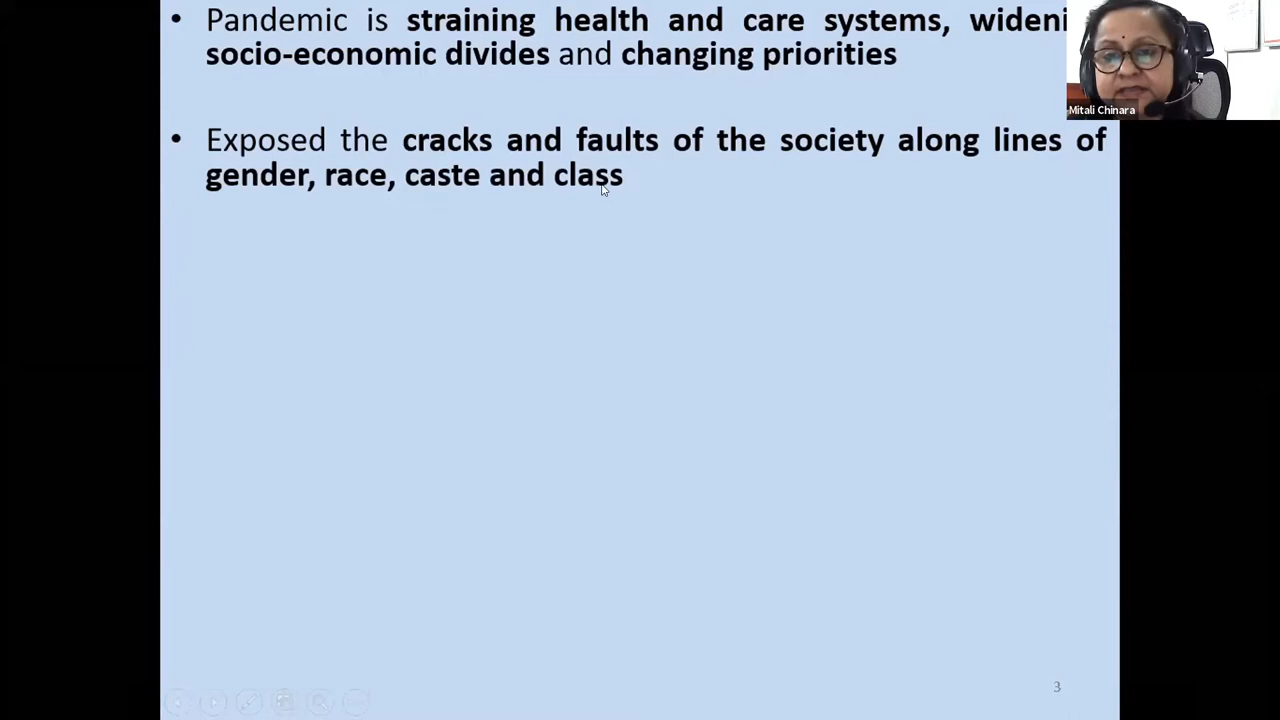 • Pandemic is straining health and care systems, wideni
socio-economic divides and changing priorities
Mitali Chinara
• Exposed the cracks and faults of the society along lines of
gender, race, caste and class
3